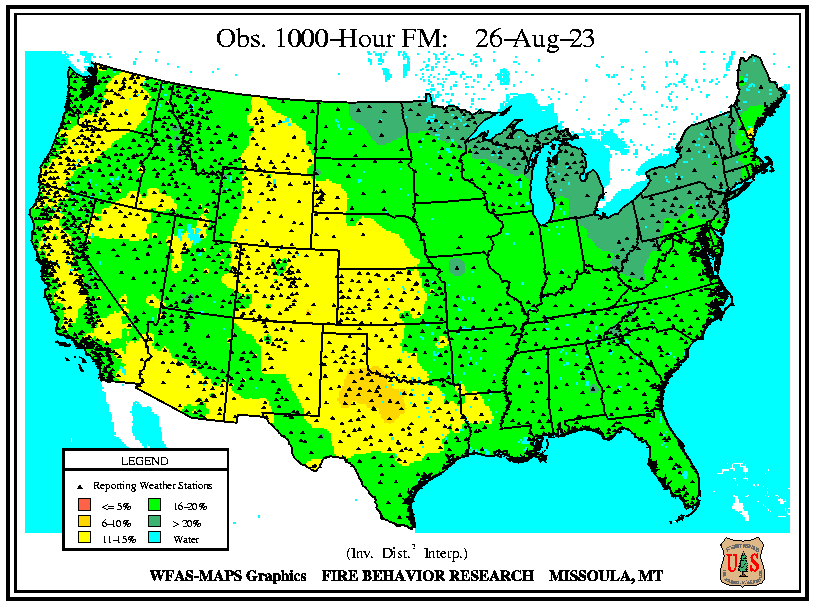 Obs. 1000-Hour FM: 26-Aug-23
LEGEND
Reporting Weather Stations
<= 5% 16-20%
6-10% > 20%
11-15% Water
(Inv. Dist.² Interp.)
WFAS-MAPS Graphics FIRE BEHAVIOR RESEARCH MISSOULA, MT
U S